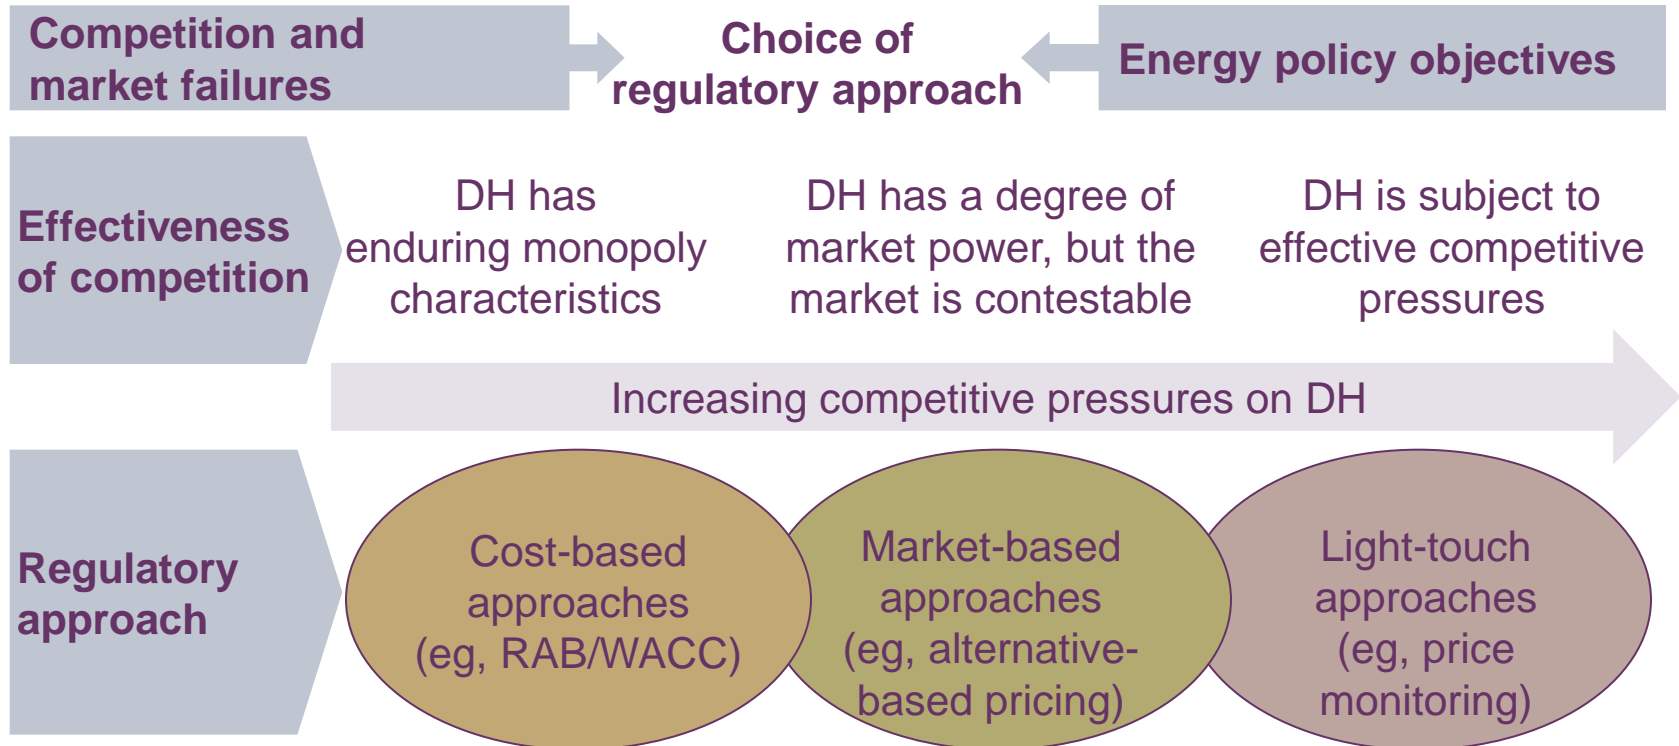 Competition and
market failures
Choice of
regulatory approach
Energy policy objectives
Effectiveness
of competition
DH has
enduring monopoly
characteristics
DH has a degree of
market power, but the
market is contestable
DH is subject to
effective competitive
pressures
Increasing competitive pressures on DH
Regulatory
approach
Cost-based
approaches
(eg, RAB/WACC)
Market-based
approaches
(eg, alternative-
based pricing)
Light-touch
approaches
(eg, price
monitoring)